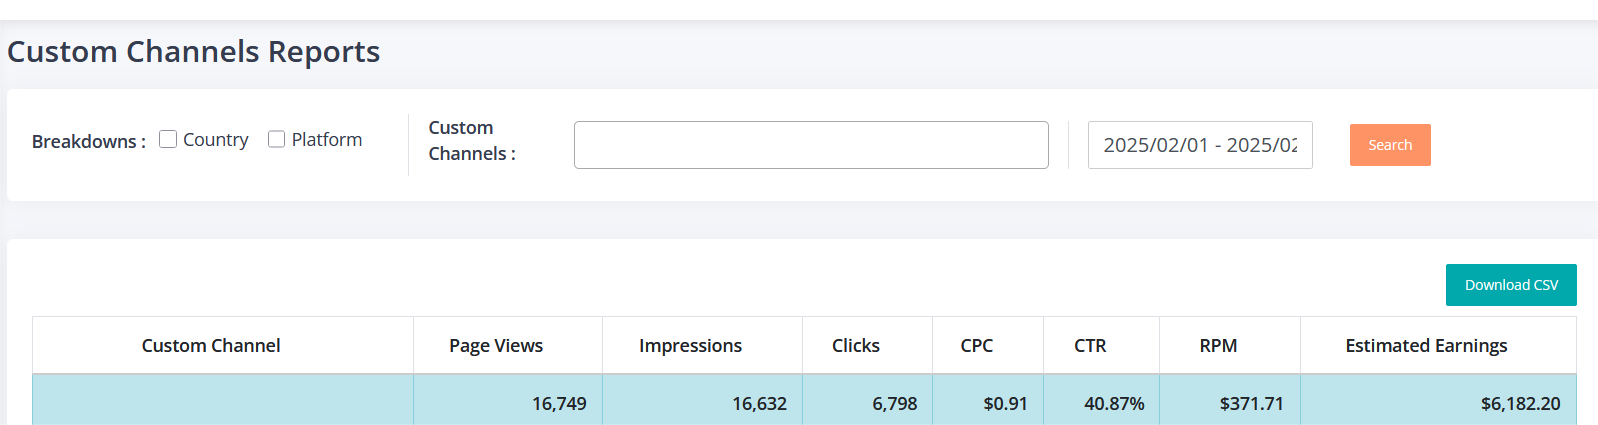 Custom Channels Reports
Breakdowns : Country Platform
Custom
Channels :
2025/02/01 - 2025/02
Search
Download CSV
Custom Channel Page Views Impressions Clicks CPC CTR RPM Estimated Earnings
16,749 16,632 6,798 $0.91 40.87% $371.71 $6,182.20